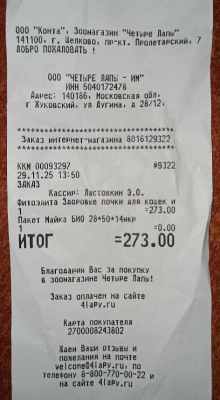 ООО "Конта", Зоомагазин "Четыре Лапы"
141100, г. Щелково, пр-кт. Пролетарский, 7
ДОБРО ПОЖАЛОВАТЬ !
ООО "ЧЕТЫРЕ ЛАПЫ - ИМ"
ИНН 5040172478
Адрес: 140186, Московская обл,
г Жуковский, ул Дугина, д 28/12,
****************************************
Заказ интернет-магазина 8016129322
****************************************
ККМ 00093297 #9322
29.11.25 13:50
ЗАКАЗ
Кассир: Ластовкин Э.О.
Фитоэлита Здоровые почки для кошек и
1 =273.00
Пакет Майка БИО 28*50*14мкр
1 =0.00
ИТОГ =273.00
Благодарим Вас за покупку
в зоомагазине Четыре Лапы!
Заказ оплачен на сайте
4lapy.ru
Карта покупателя
2700008243802
Ждем Ваши отзывы и
пожелания на почте
welcome@4lapy.ru; по
телефону 8-800-770-00-22 и
на сайте 4lapy.ru